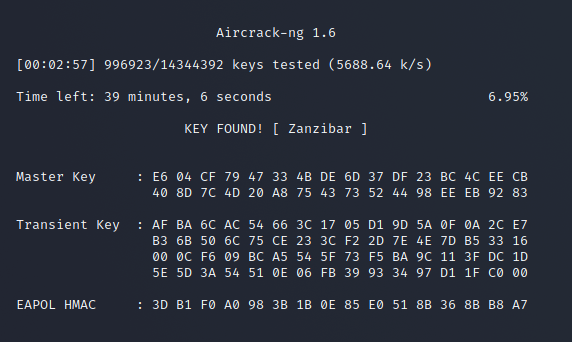 Aircrack-ng 1.6
[00:02:57] 996923/14344392 keys tested (5688.64 k/s)
Time left: 39 minutes, 6 seconds 6.95%
KEY FOUND! [ Zanzibar ]
Master Key : E6 04 CF 79 47 33 4B DE 6D 37 DF 23 BC 4C EE CB
40 8D 7C 4D 20 A8 75 43 73 52 44 98 EE EB 92 83
Transient Key : AF BA 6C AC 54 66 3C 17 05 D1 9D 5A 0F 0A 2C E7
B3 6B 50 6C 75 CE 23 3C F2 2D 7E 4E 7D B5 33 16
00 0C F6 09 BC A5 54 5F 73 F5 BA 9C 11 3F DC 1D
5E 5D 3A 54 51 0E 06 FB 39 93 34 97 D1 1F C0 00
EAPOL HMAC : 3D B1 F0 A0 98 3B 1B 0E 85 E0 51 8B 36 8B B8 A7